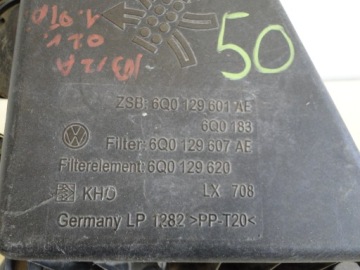 50
ZSB: 6Q0 129 601 AE
6Q0 183
Filter: 6Q0 129 607 AE
Filterelement: 6Q0 129 620
LX 708
Germany LP 1282 >PP-T20<